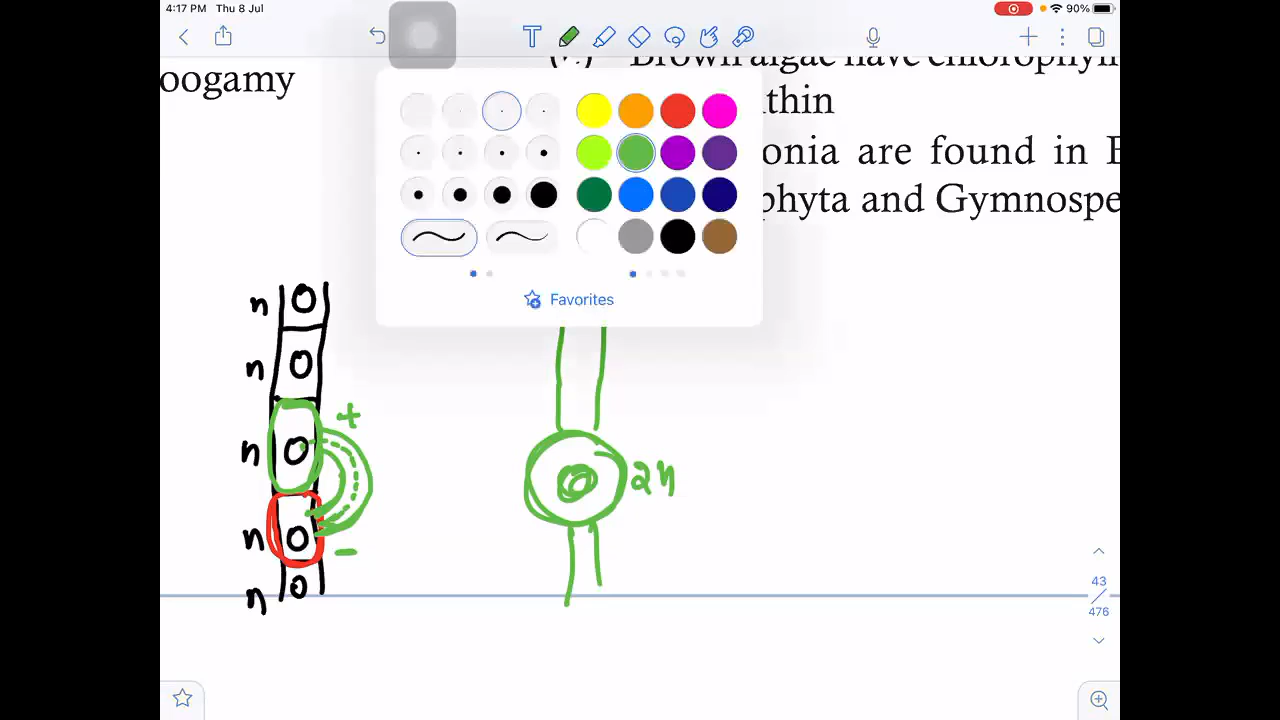 4:17 PM Thu 8 Jul
90%
T
oogamy
Brown algae have chlorophyll
thin
onia are found in
phyta and Gymnospe
Favorites
n
n
+
n
2n
n
-
n
43
476